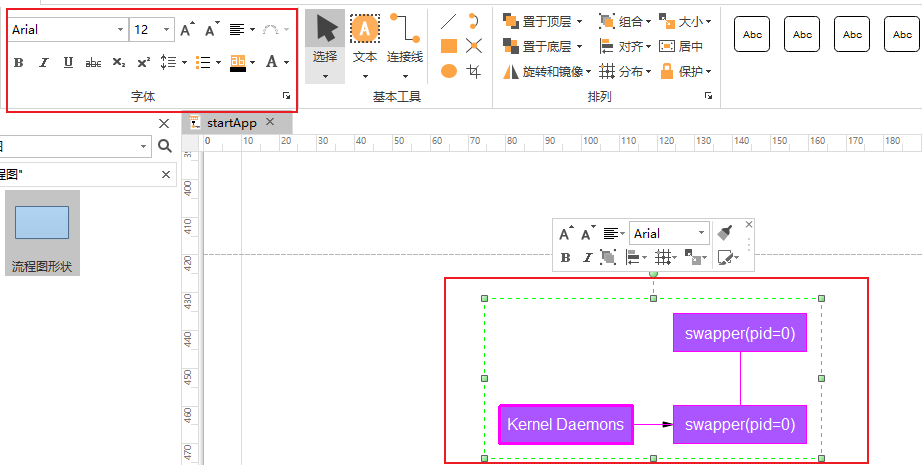 Arial 12 A A
选择 文本 连接线
置于顶层 组合 大小
置于底层 对齐 居中
旋转和镜像 分布 保护
B I U abc X₂ X² A
字体 基本工具 排列
Abc Abc Abc Abc
startApp
10 20 30 40 50 60 70 80 90 100 110 120 130 140 150 160 170 180
程图"
流程图形状
400
410
420
430
440
450
460
470
A A Arial
B I
swapper(pid=0)
Kernel Daemons
swapper(pid=0)